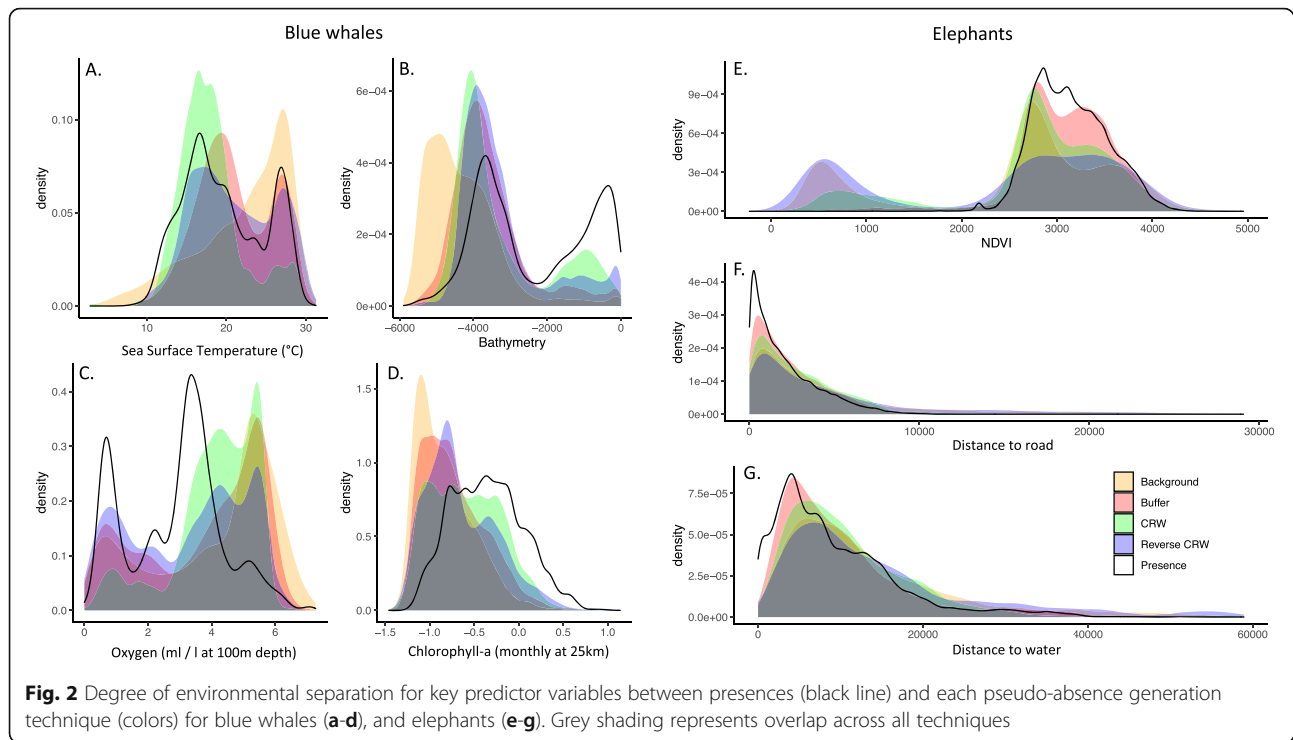 Blue whales
Elephants
A.
density
0.00
0.05
0.10
10
20
30
Sea Surface Temperature (°C)
B.
density
0e+00
2e−04
4e−04
6e−04
−6000
−4000
−2000
0
Bathymetry
C.
density
0.0
0.1
0.2
0.3
0.4
0
2
4
6
Oxygen (ml / l at 100m depth)
D.
density
0.0
0.5
1.0
1.5
−1.5
−1.0
−0.5
0.0
0.5
1.0
Chlorophyll-a (monthly at 25km)
E.
density
0e+00
3e−04
6e−04
9e−04
0
1000
2000
3000
4000
5000
NDVI
F.
density
0e+00
1e−04
2e−04
3e−04
4e−04
0
10000
20000
30000
Distance to road
G.
density
0.0e+00
2.5e−05
5.0e−05
7.5e−05
0
20000
40000
60000
Distance to water
Background
Buffer
CRW
Reverse CRW
Presence
Fig. 2 Degree of environmental separation for key predictor variables between presences (black line) and each pseudo-absence generation
technique (colors) for blue whales (a-d), and elephants (e-g). Grey shading represents overlap across all techniques